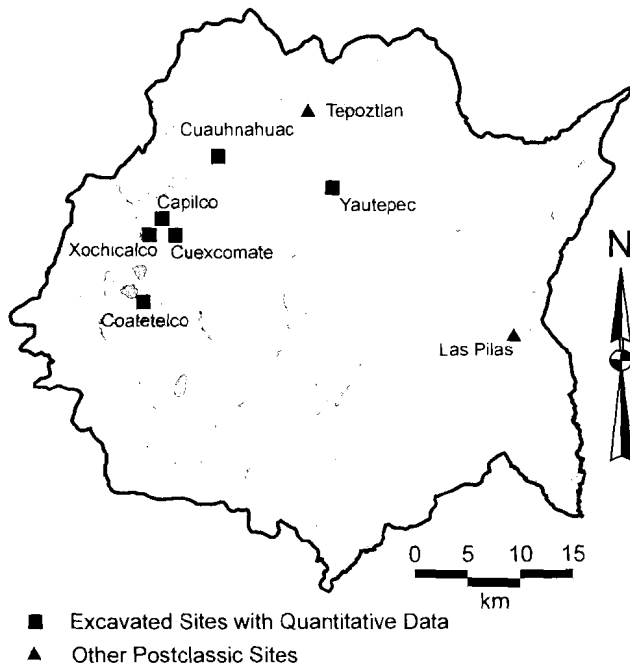 Tepoztlan
Cuauhnahuac
Yautepec
Capilco
Xochicalco
Cuexcomate
Coatetelco
N
Las Pilas
0 5 10 15
km
Excavated Sites with Quantitative Data
Other Postclassic Sites